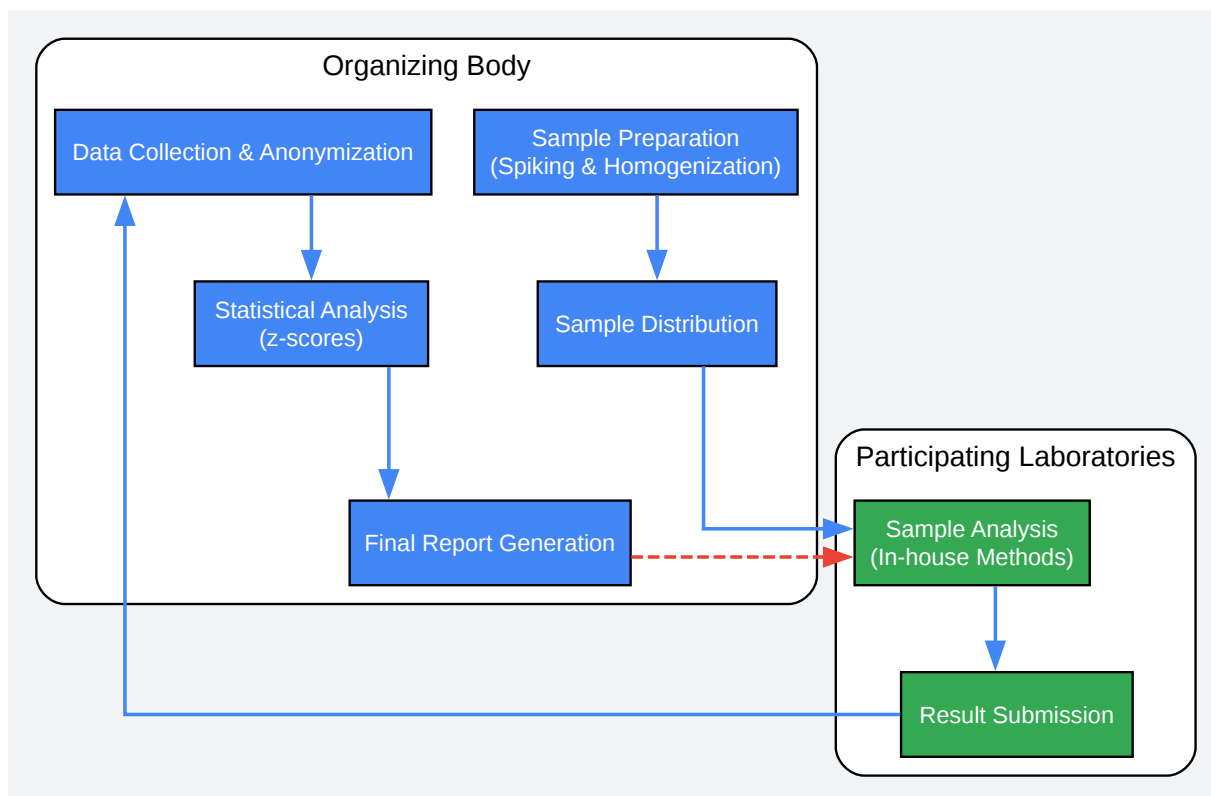 Organizing Body
Data Collection & Anonymization
Sample Preparation
(Spiking & Homogenization)
Statistical Analysis
(z-scores)
Sample Distribution
Final Report Generation
Participating Laboratories
Sample Analysis
(In-house Methods)
Result Submission